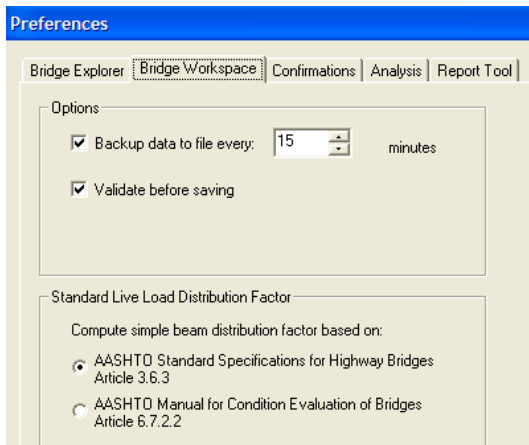 Preferences
Bridge Explorer Bridge Workspace Confirmations Analysis Report Tool
Options
Backup data to file every: 15 minutes
Validate before saving
Standard Live Load Distribution Factor
Compute simple beam distribution factor based on:
AASHTO Standard Specifications for Highway Bridges
Article 3.6.3
AASHTO Manual for Condition Evaluation of Bridges
Article 6.7.2.2